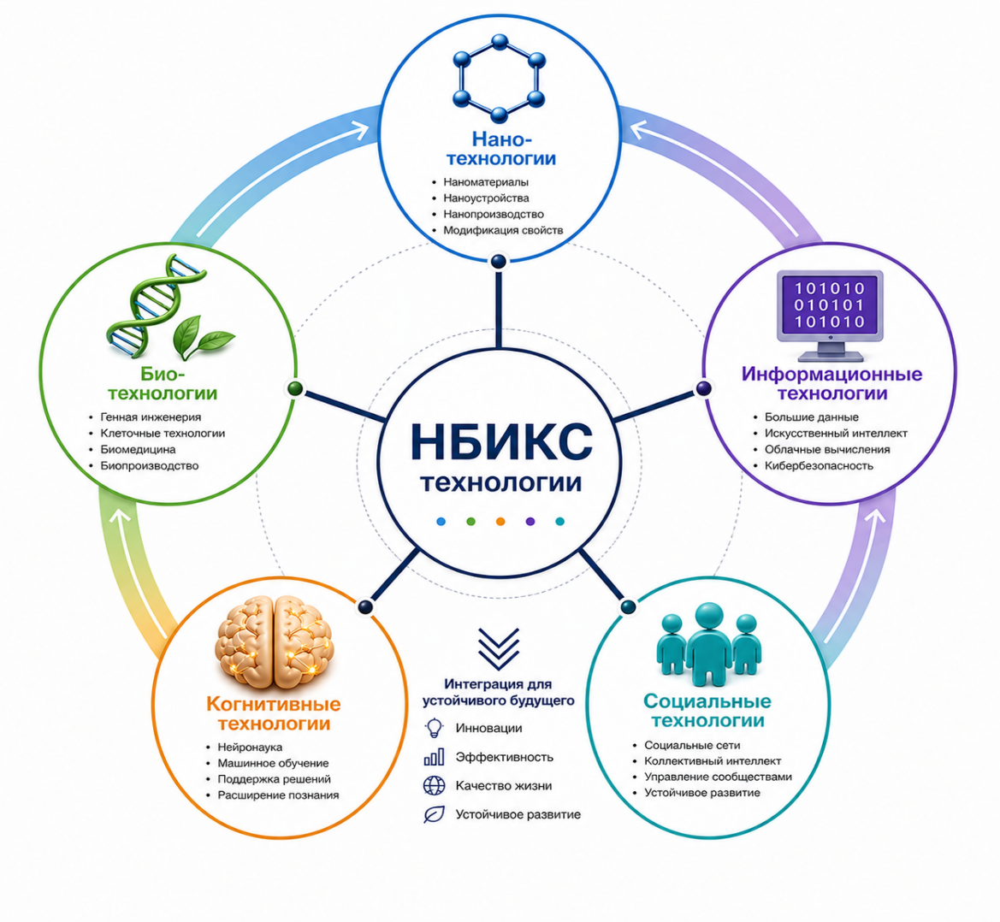 Нано-
технологии
• Наноматериалы
• Наноустройства
• Нанопроизводство
• Модификация свойств
Био-
технологии
• Генная инженерия
• Клеточные технологии
• Биомедицина
• Биопроизводство
101010
010101
101010
Информационные
технологии
• Большие данные
• Искусственный интеллект
• Облачные вычисления
• Кибербезопасность
НБИКС
технологии
Когнитивные
технологии
• Нейронаука
• Машинное обучение
• Поддержка решений
• Расширение познания
Интеграция для
устойчивого будущего
Инновации
Эффективность
Качество жизни
Устойчивое развитие
Социальные
технологии
• Социальные сети
• Коллективный интеллект
• Управление сообществами
• Устойчивое развитие